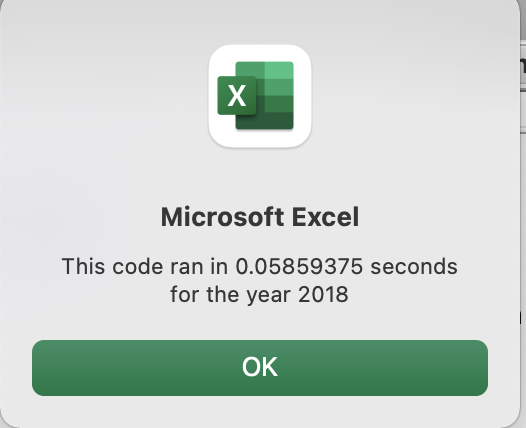 X
Microsoft Excel
This code ran in 0.05859375 seconds
for the year 2018
OK